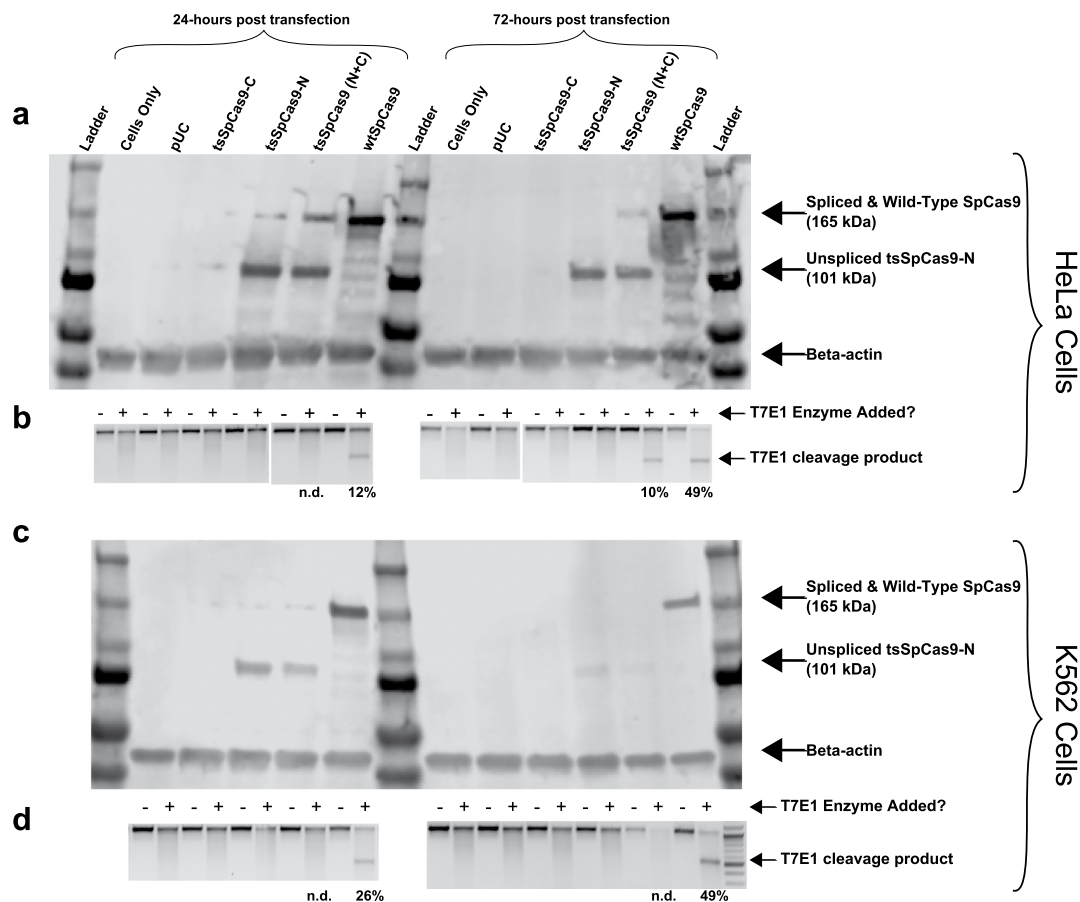 24-hours post transfection
72-hours post transfection
a
Ladder
Cells Only
pUC
tsSpCas9-C
tsSpCas9-N
tsSpCas9 (N+C)
wtSpCas9
Ladder
Cells Only
pUC
tsSpCas9-C
tsSpCas9-N
tsSpCas9 (N+C)
wtSpCas9
Ladder
Spliced & Wild-Type SpCas9
(165 kDa)
Unspliced tsSpCas9-N
(101 kDa)
Beta-actin
HeLa Cells
b
- + - + - + - + - + - + - + - + - + - + - + - + T7E1 Enzyme Added?
T7E1 cleavage product
n.d. 12% 10% 49%
c
Spliced & Wild-Type SpCas9
(165 kDa)
Unspliced tsSpCas9-N
(101 kDa)
Beta-actin
K562 Cells
d
- + - + - + - + - + - + - + - + - + - + - + T7E1 Enzyme Added?
T7E1 cleavage product
n.d. 26% n.d. 49%